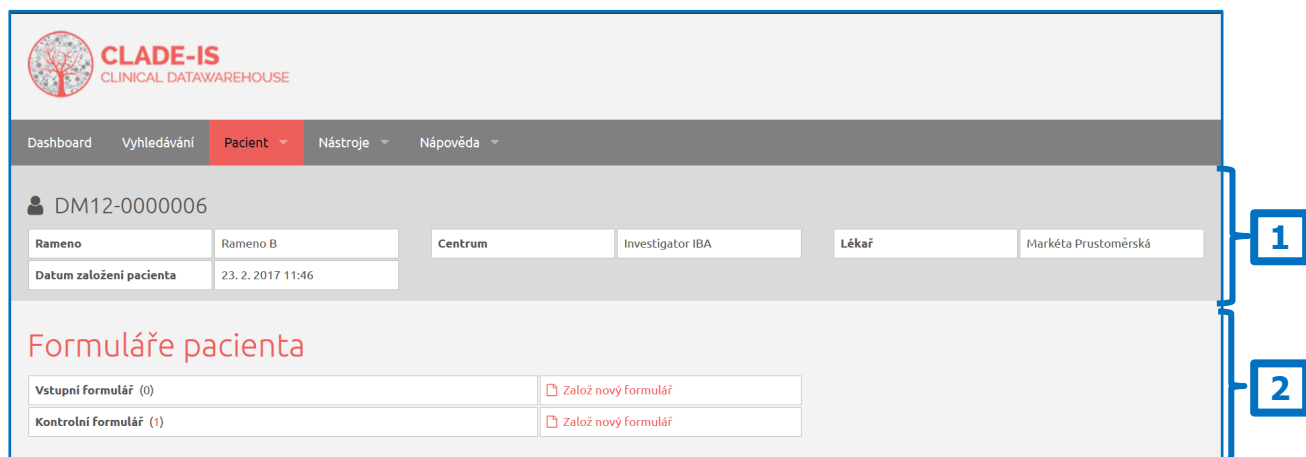 CLADE-IS
CLINICAL DATAWAREHOUSE
Dashboard Vyhledávání Pacient Nástroje Nápověda
DM12-0000006
Rameno Rameno B Centrum Investigator IBA Lékař Markéta Prustoměrská
Datum založení pacienta 23. 2. 2017 11:46
1
Formuláře pacienta
Vstupní formulář (0) Založ nový formulář
Kontrolní formulář (1) Založ nový formulář
2